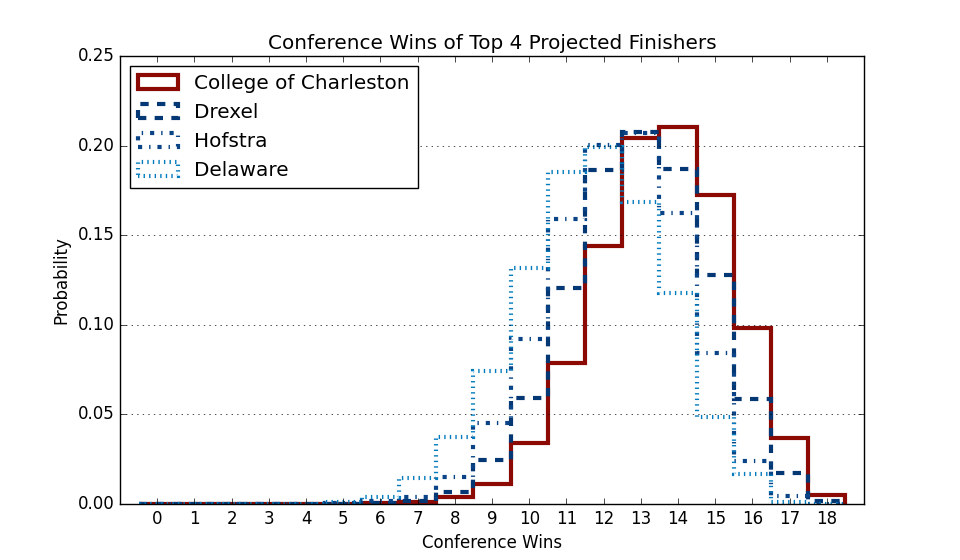 Conference Wins of Top 4 Projected Finishers
0.25
0.20
0.15
0.10
0.05
0.00
Probability
College of Charleston
Drexel
Hofstra
Delaware
0 1 2 3 4 5 6 7 8 9 10 11 12 13 14 15 16 17 18
Conference Wins